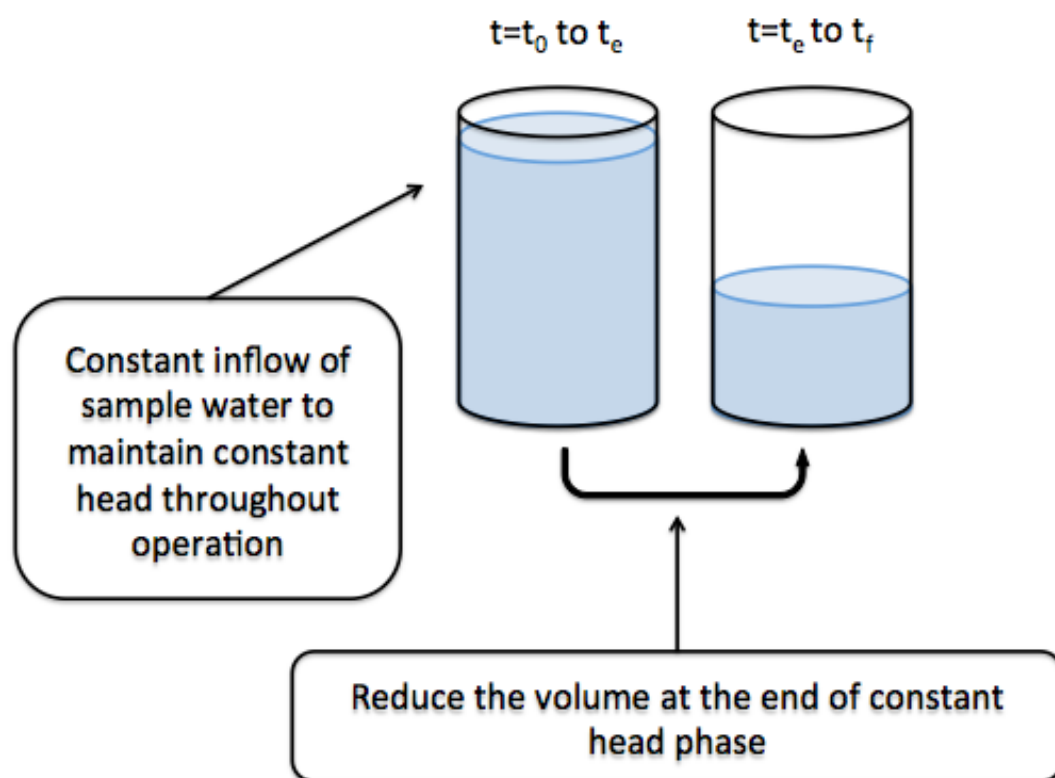 t=t0 to te
t=te to tf
Constant inflow of
sample water to
maintain constant
head throughout
operation
Reduce the volume at the end of constant
head phase